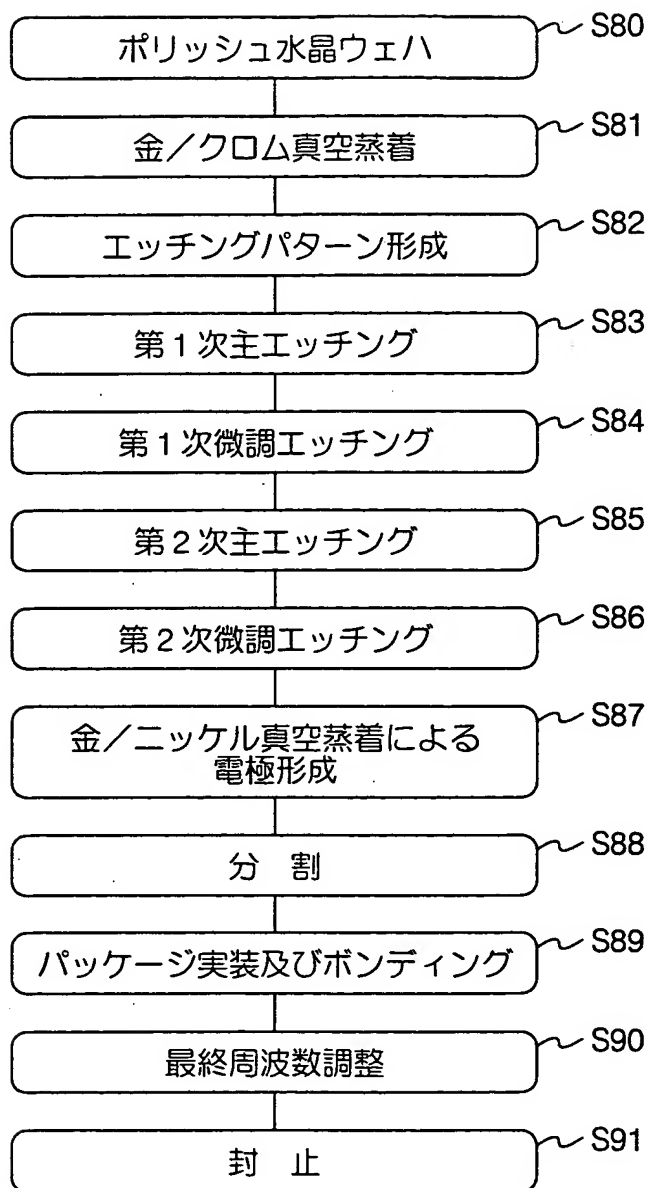 ポリッシュ水晶ウェハ
S80
金／クロム真空蒸着
S81
エッチングパターン形成
S82
第１次主エッチング
S83
第１次微調エッチング
S84
第２次主エッチング
S85
第２次微調エッチング
S86
金／ニッケル真空蒸着による
電極形成
S87
分　割
S88
パッケージ実装及びボンディング
S89
最終周波数調整
S90
封　止
S91